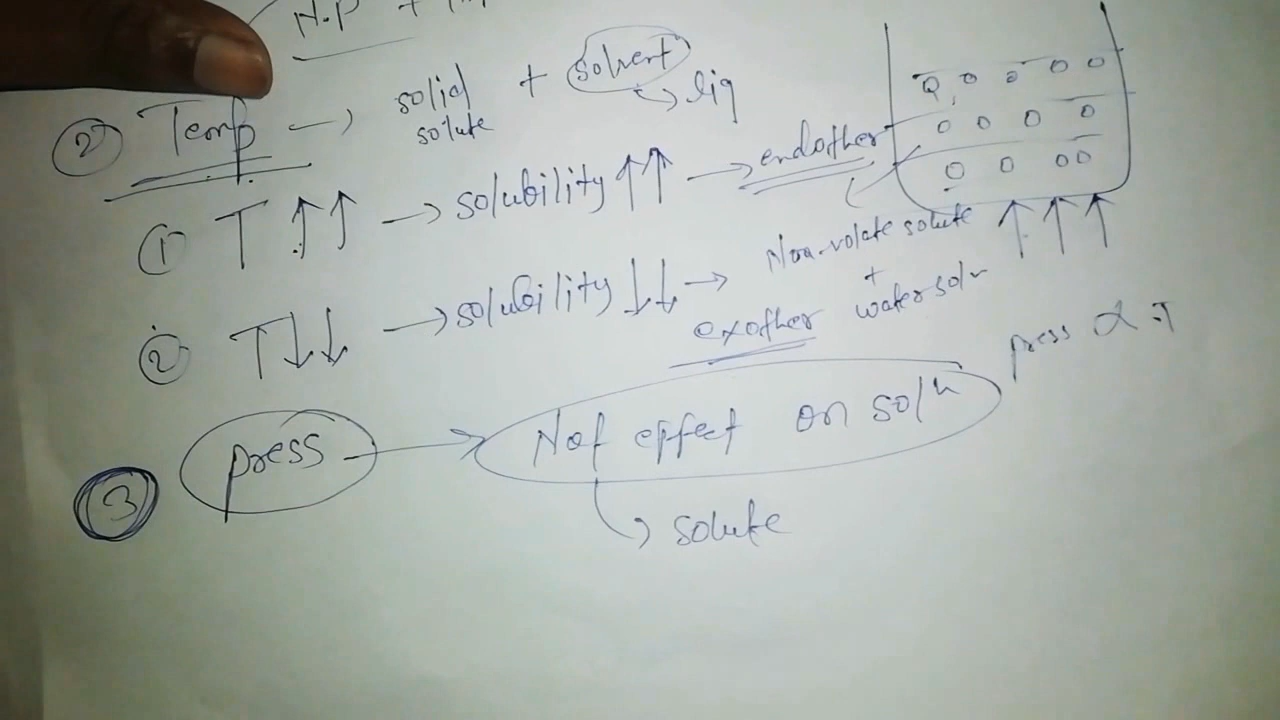 N.P +
② Temp → solid + solvent
solute → liq
① T ↑↑ → solubility ↑↑ → endother
② T ↓↓ → solubility ↓↓ → exother
Non-volate solute
+
water soln
press ∝ T
③ press → Not effect on solⁿ
→ solute